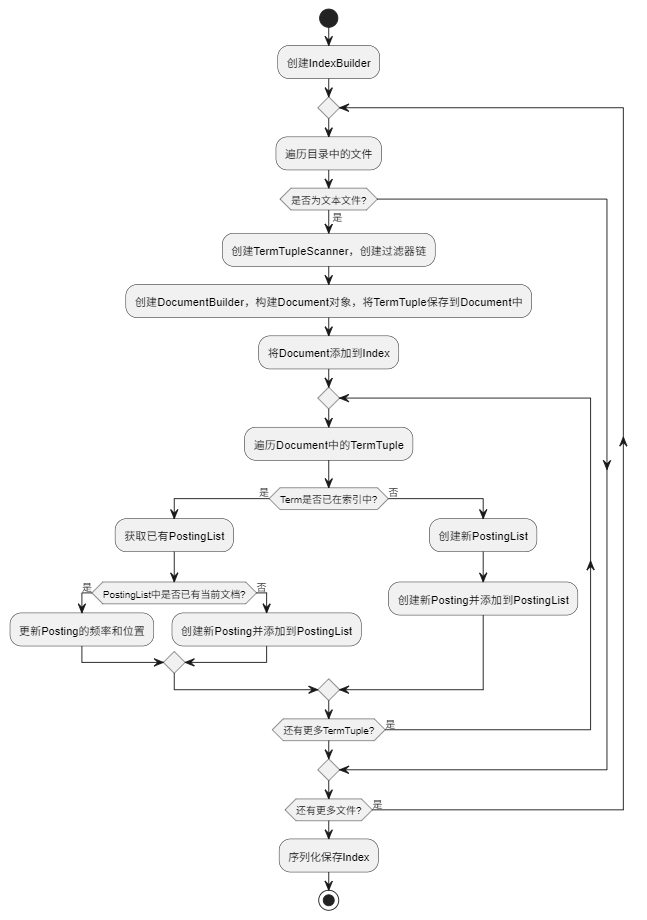 创建IndexBuilder
遍历目录中的文件
是否为文本文件?
是
创建TermTupleScanner，创建过滤器链
创建DocumentBuilder，构建Document对象，将TermTuple保存到Document中
将Document添加到Index
遍历Document中的TermTuple
是
Term是否已在索引中?
否
获取已有PostingList
创建新PostingList
是
PostingList中是否已有当前文档?
否
创建新Posting并添加到PostingList
更新Posting的频率和位置
创建新Posting并添加到PostingList
还有更多TermTuple?
是
还有更多文件?
是
序列化保存Index